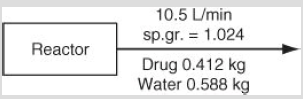 10.5 L/min
sp.gr. = 1.024
Reactor
Drug 0.412 kg
Water 0.588 kg